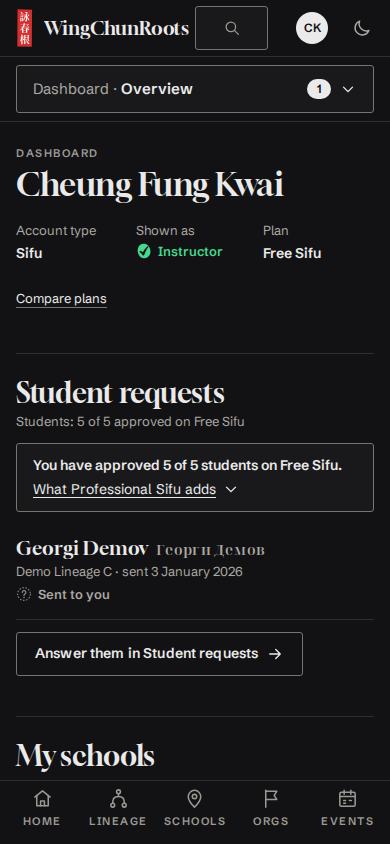 詠春根
WingChunRoots
CK
Dashboard · Overview
1
DASHBOARD
Cheung Fung Kwai
Account type
Shown as
Plan
Sifu
Instructor
Free Sifu
Compare plans
Student requests
Students: 5 of 5 approved on Free Sifu
You have approved 5 of 5 students on Free Sifu.
What Professional Sifu adds
Georgi Demov Георги Демов
Demo Lineage C · sent 3 January 2026
Sent to you
Answer them in Student requests
My schools
HOME
LINEAGE
SCHOOLS
ORGS
EVENTS